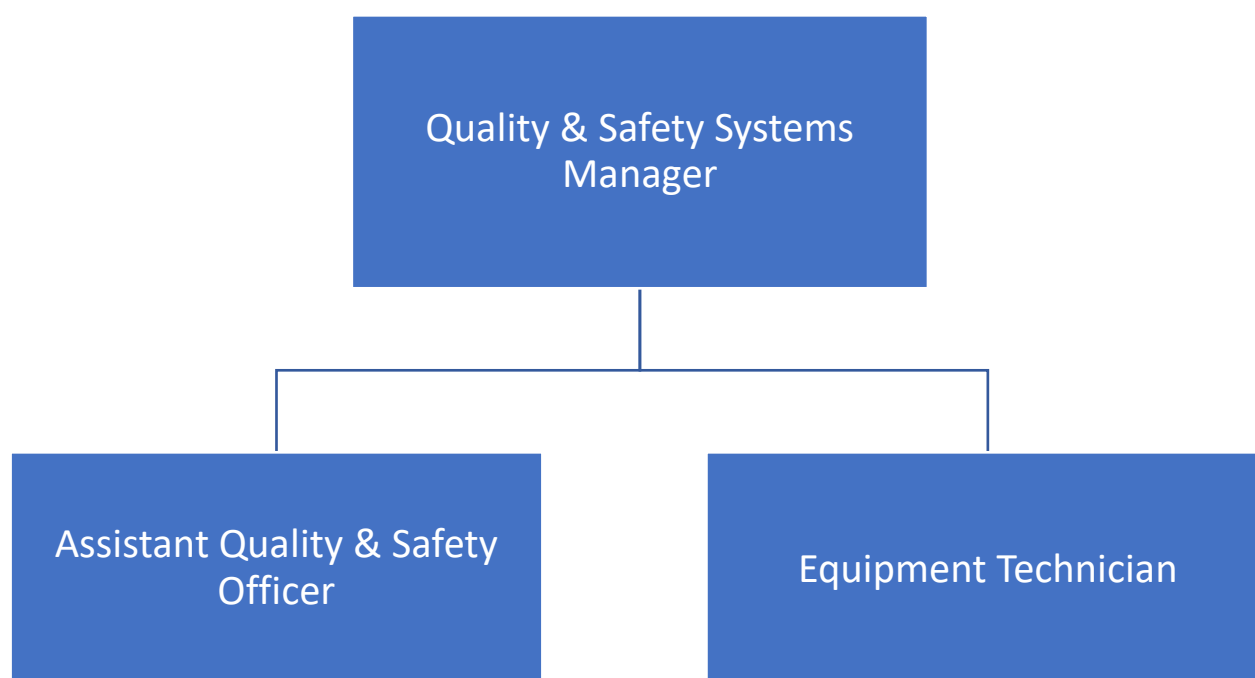 Quality & Safety Systems
Manager
Assistant Quality & Safety
Officer
Equipment Technician